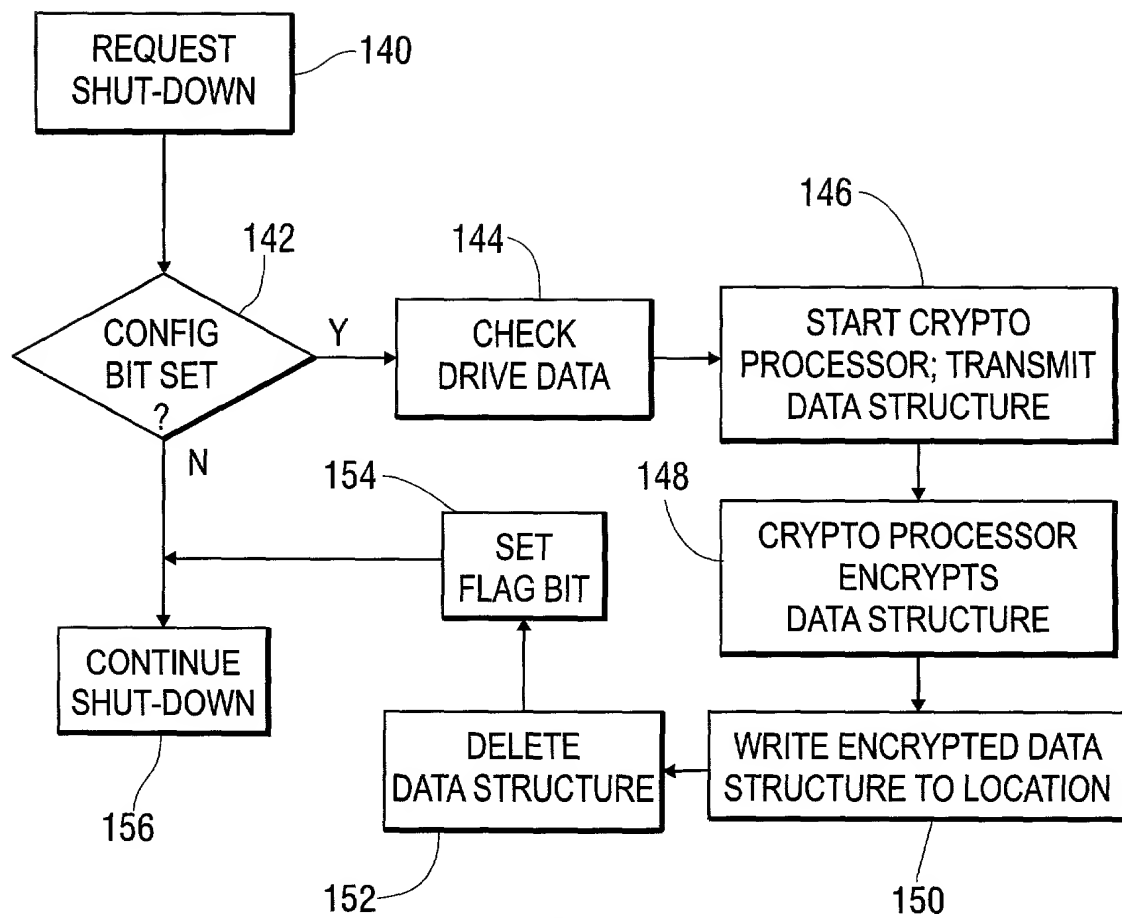 REQUEST
SHUT-DOWN
140
142
CONFIG
BIT SET
?
Y
N
144
CHECK
DRIVE DATA
146
START CRYPTO
PROCESSOR; TRANSMIT
DATA STRUCTURE
148
CRYPTO PROCESSOR
ENCRYPTS
DATA STRUCTURE
WRITE ENCRYPTED DATA
STRUCTURE TO LOCATION
150
DELETE
DATA STRUCTURE
152
154
SET
FLAG BIT
CONTINUE
SHUT-DOWN
156